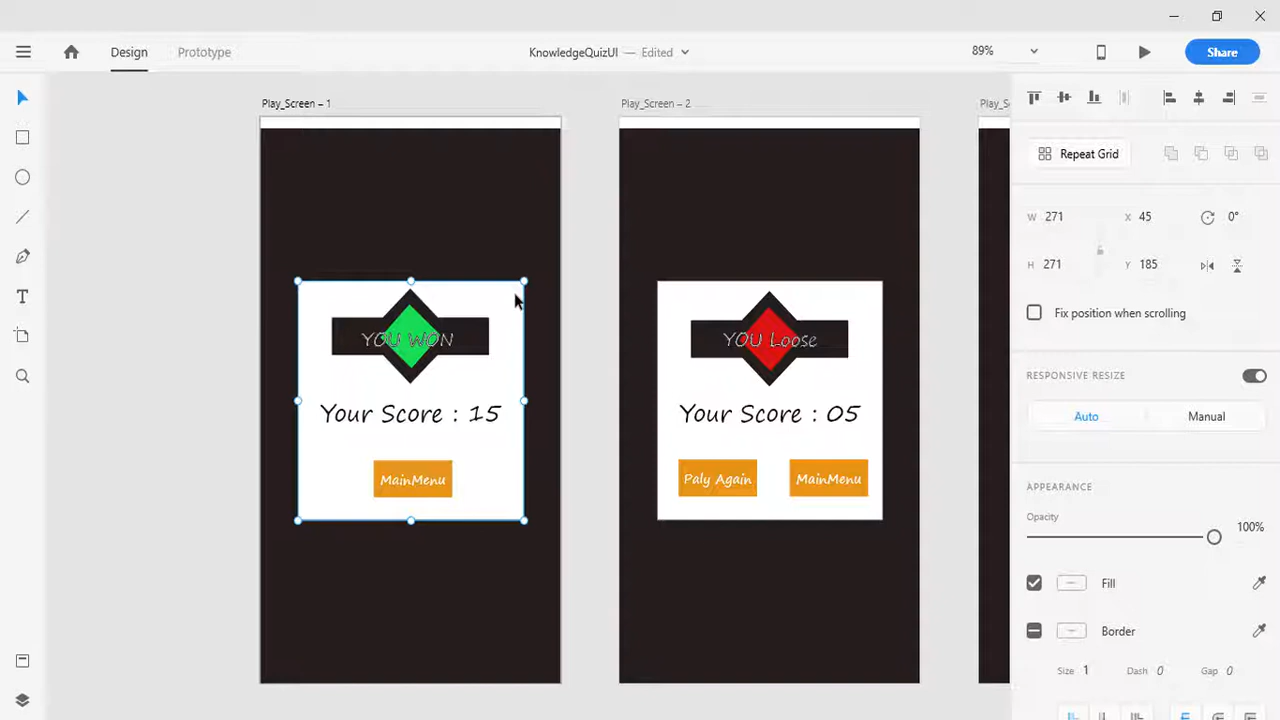 Design Prototype KnowledgeQuizUI — Edited 89% Share
Play_Screen – 1 Play_Screen – 2 Play_S
Repeat Grid
W 271 X 45 0°
H 271 Y 185
Fix position when scrolling
RESPONSIVE RESIZE
Auto Manual
APPEARANCE
Opacity
100%
Fill
Border
Size 1 Dash 0 Gap 0
YOU WON
Your Score : 15
MainMenu
YOU Loose
Your Score : 05
Paly Again MainMenu
T